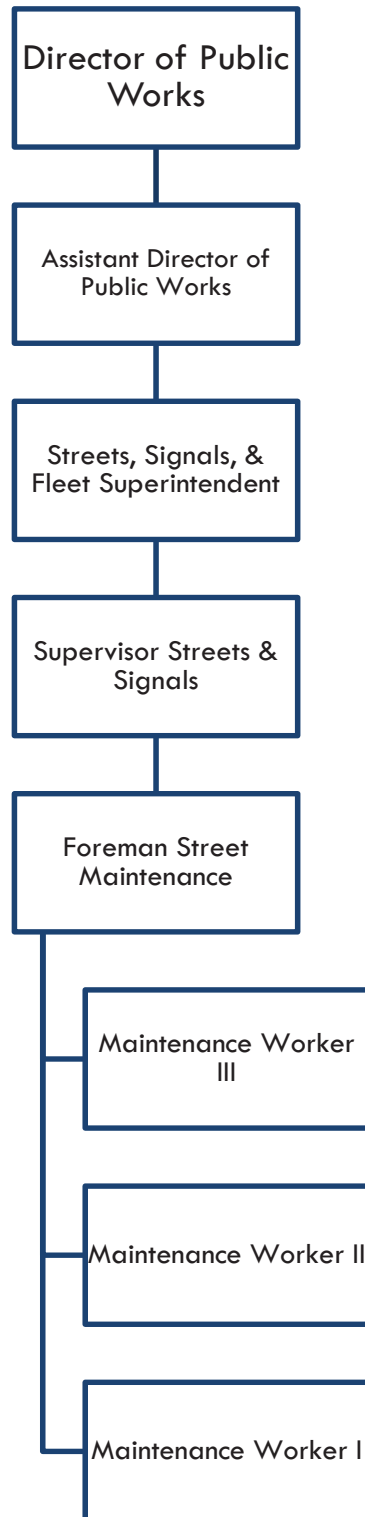 Director of Public
Works
Assistant Director of
Public Works
Streets, Signals, &
Fleet Superintendent
Supervisor Streets &
Signals
Foreman Street
Maintenance
Maintenance Worker
III
Maintenance Worker II
Maintenance Worker I